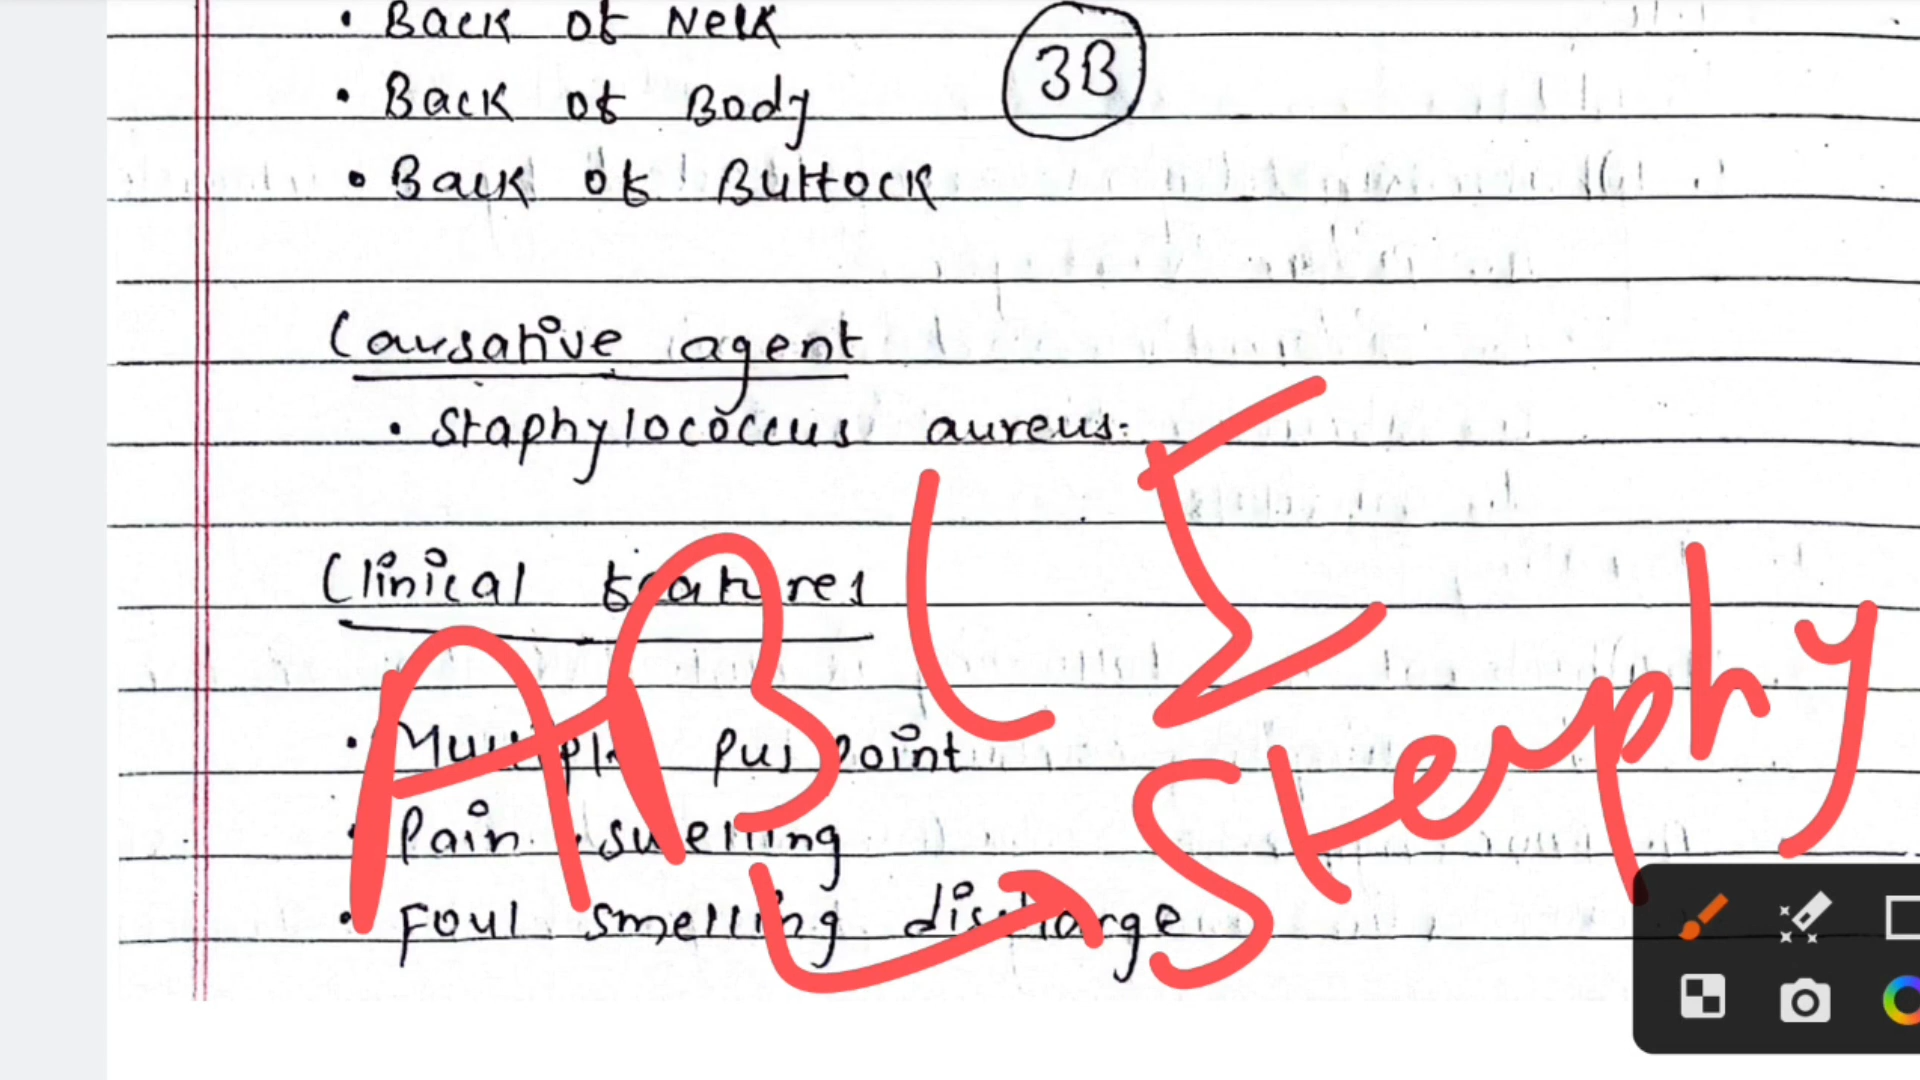 • Back of Neck
3B
• Back of Body
• Back of Buttock
Causative agent
• Staphylococcus aureus.
Clinical features
• Multiple pus point
• Pain • swelling
• Foul smelling discharge
ABCS
Staphy